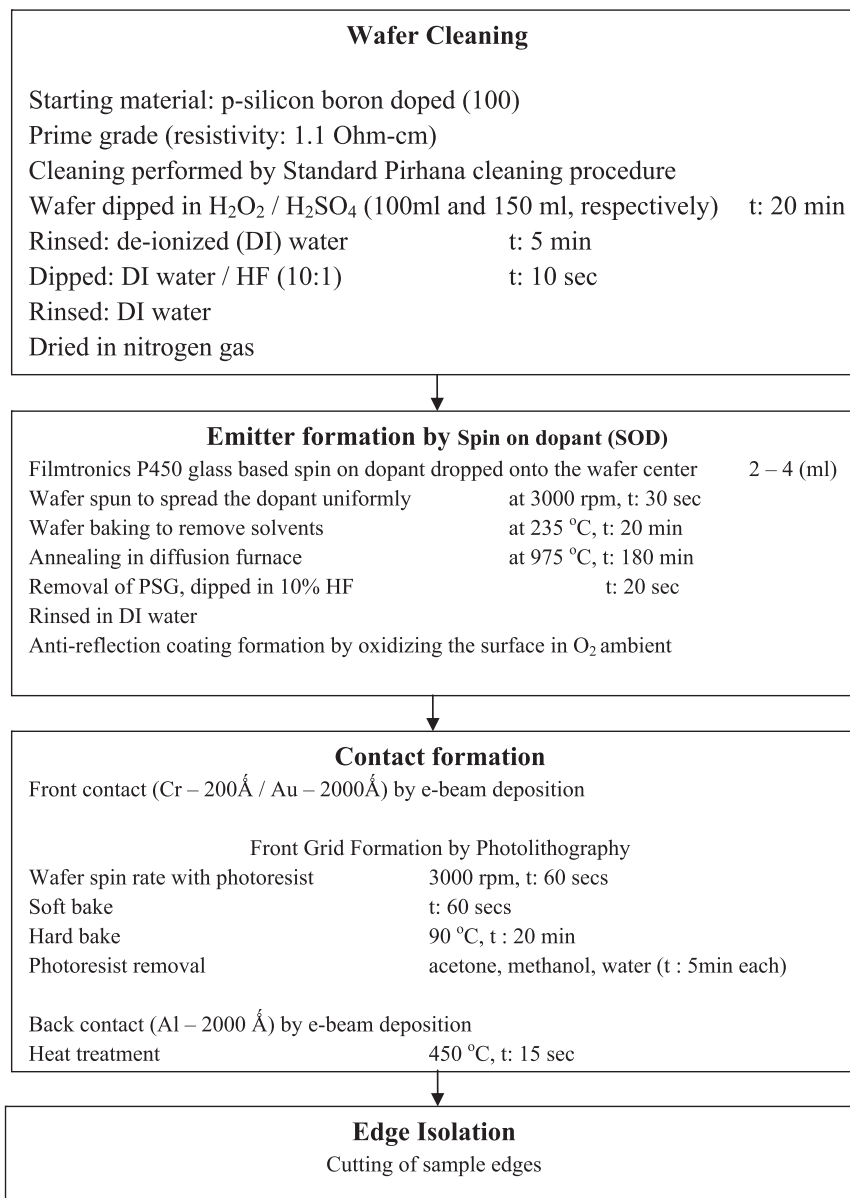 Wafer Cleaning
Starting material: p-silicon boron doped (100)
Prime grade (resistivity: 1.1 Ohm-cm)
Cleaning performed by Standard Pirhana cleaning procedure
Wafer dipped in H₂O₂ / H₂SO₄ (100ml and 150 ml, respectively) t: 20 min
Rinsed: de-ionized (DI) water t: 5 min
Dipped: DI water / HF (10:1) t: 10 sec
Rinsed: DI water
Dried in nitrogen gas
Emitter formation by Spin on dopant (SOD)
Filmtronics P450 glass based spin on dopant dropped onto the wafer center 2 – 4 (ml)
Wafer spun to spread the dopant uniformly at 3000 rpm, t: 30 sec
Wafer baking to remove solvents at 235 °C, t: 20 min
Annealing in diffusion furnace at 975 °C, t: 180 min
Removal of PSG, dipped in 10% HF t: 20 sec
Rinsed in DI water
Anti-reflection coating formation by oxidizing the surface in O₂ ambient
Contact formation
Front contact (Cr – 200Ǻ / Au – 2000Ǻ) by e-beam deposition
Front Grid Formation by Photolithography
Wafer spin rate with photoresist 3000 rpm, t: 60 secs
Soft bake t: 60 secs
Hard bake 90 °C, t : 20 min
Photoresist removal acetone, methanol, water (t : 5min each)
Back contact (Al – 2000 Ǻ) by e-beam deposition
Heat treatment 450 °C, t: 15 sec
Edge Isolation
Cutting of sample edges